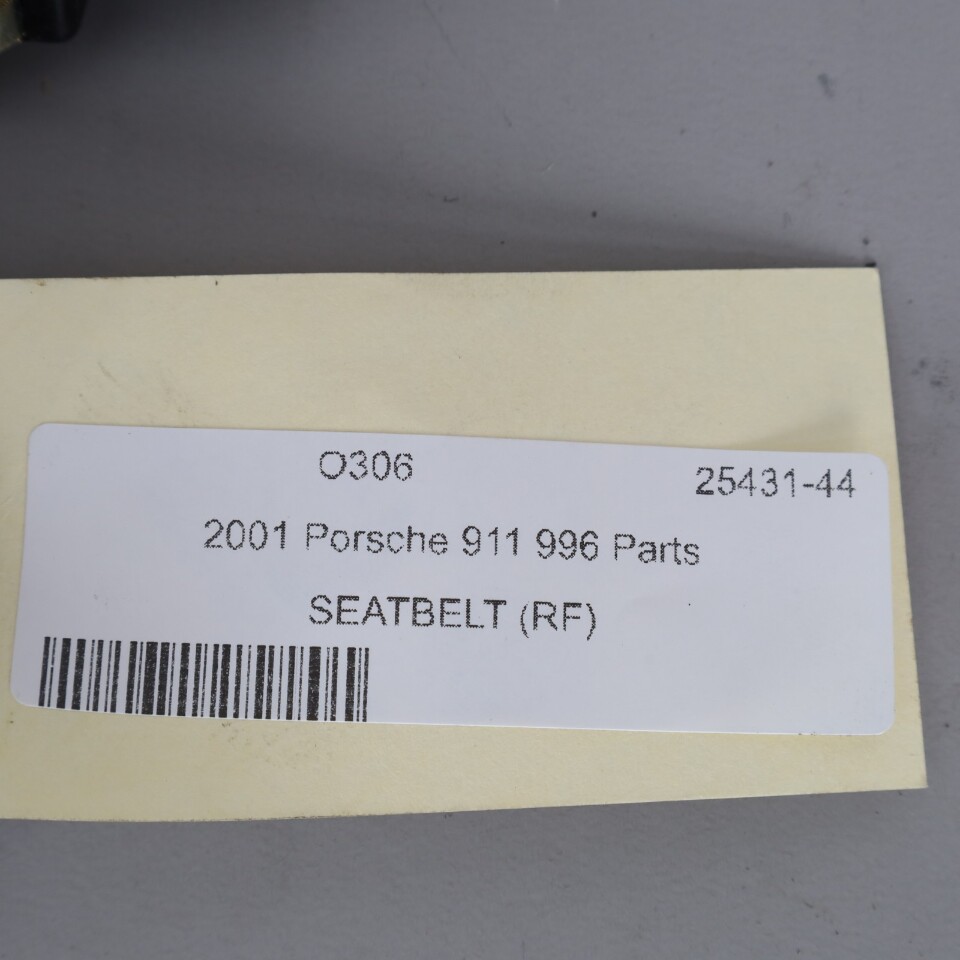 O306 25431-44
2001 Porsche 911 996 Parts
SEATBELT (RF)